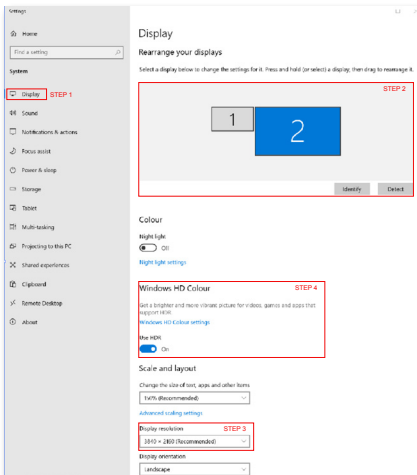 Settings
Home
Find a setting
System
Display STEP 1
Sound
Notifications & actions
Focus assist
Power & sleep
Storage
Tablet
Multi-tasking
Projecting to this PC
Shared experiences
Clipboard
Remote Desktop
About
Display
Rearrange your displays
Select a display below to change the settings for it. Press and hold (or select) a display, then drag to rearrange it.
STEP 2
1
2
Identify
Detect
Colour
Night light
Off
Night light settings
Windows HD Colour STEP 4
Get a brighter and more vibrant picture for videos, games and apps that
support HDR.
Windows HD Colour settings
Use HDR
On
Scale and layout
Change the size of text, apps and other items
(Recommended)
Advanced scaling settings
Display resolution STEP 3
3840 × 2160 (Recommended)
Display orientation
Landscape